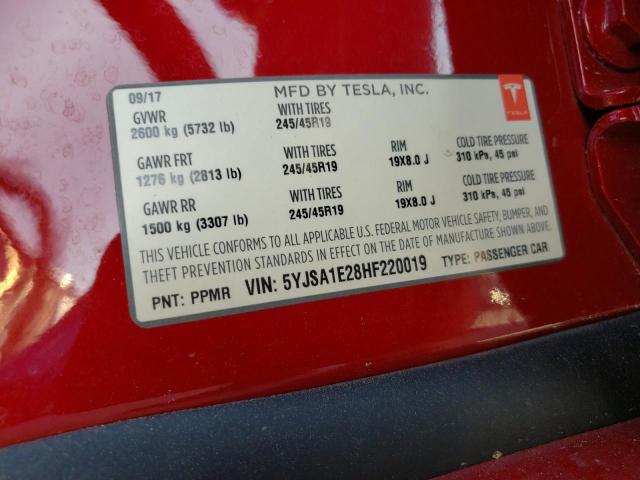 09/17 MFD BY TESLA, INC.
GVWR WITH TIRES
2600 kg (5732 lb) 245/45R19
GAWR FRT WITH TIRES RIM COLD TIRE PRESSURE
1276 kg (2813 lb) 245/45R19 19X8.0 J 310 kPa, 45 psi
GAWR RR WITH TIRES RIM COLD TIRE PRESSURE
1500 kg (3307 lb) 245/45R19 19X8.0 J 310 kPa, 45 psi
THIS VEHICLE CONFORMS TO ALL APPLICABLE U.S. FEDERAL MOTOR VEHICLE SAFETY, BUMPER, AND
THEFT PREVENTION STANDARDS IN EFFECT ON THE DATE OF MANUFACTURE SHOWN ABOVE.
PNT: PPMR VIN: 5YJSA1E28HF220019 TYPE: PASSENGER CAR
TESLA